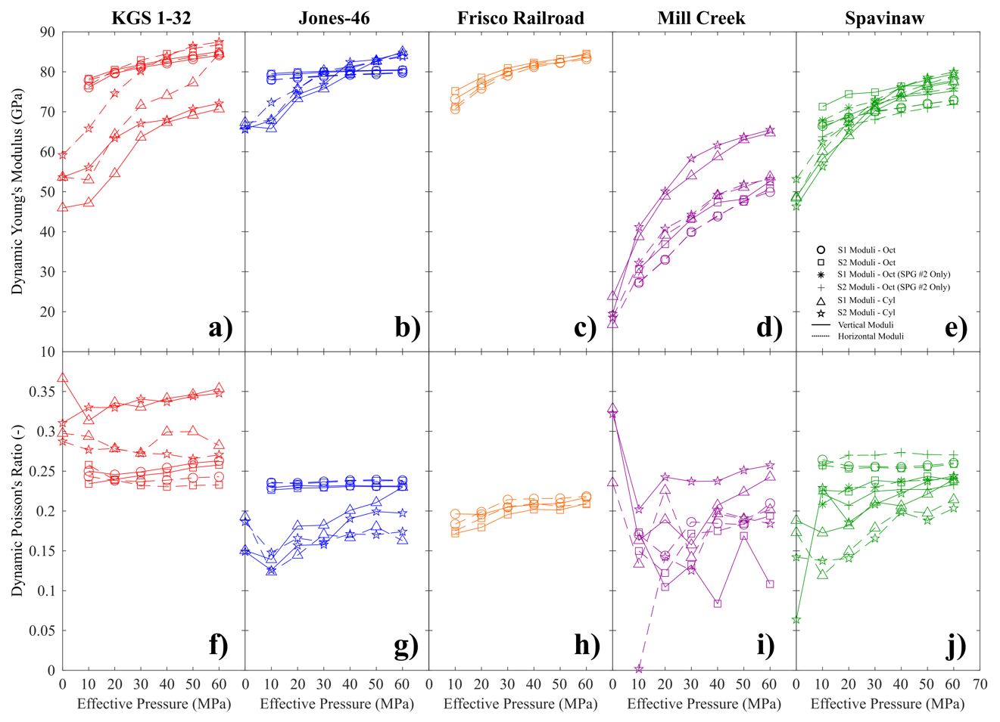 KGS 1-32 Jones-46 Frisco Railroad Mill Creek Spavinaw
Dynamic Young's Modulus (GPa)
90
80
70
60
50
40
30
20
10
a) b) c) d) e)
S1 Moduli - Oct
S2 Moduli - Oct
S1 Moduli - Oct (SPG #2 Only)
S2 Moduli - Oct (SPG #2 Only)
S1 Moduli - Cyl
S2 Moduli - Cyl
Vertical Moduli
Horizontal Moduli
Dynamic Poisson's Ratio (-)
0.35
0.3
0.25
0.2
0.15
0.1
0.05
0
f) g) h) i) j)
10 20 30 40 50 60 0 10 20 30 40 50 60 0 10 20 30 40 50 60 0 10 20 30 40 50 60 0 10 20 30 40 50 60 70
Effective Pressure (MPa) Effective Pressure (MPa) Effective Pressure (MPa) Effective Pressure (MPa) Effective Pressure (MPa)